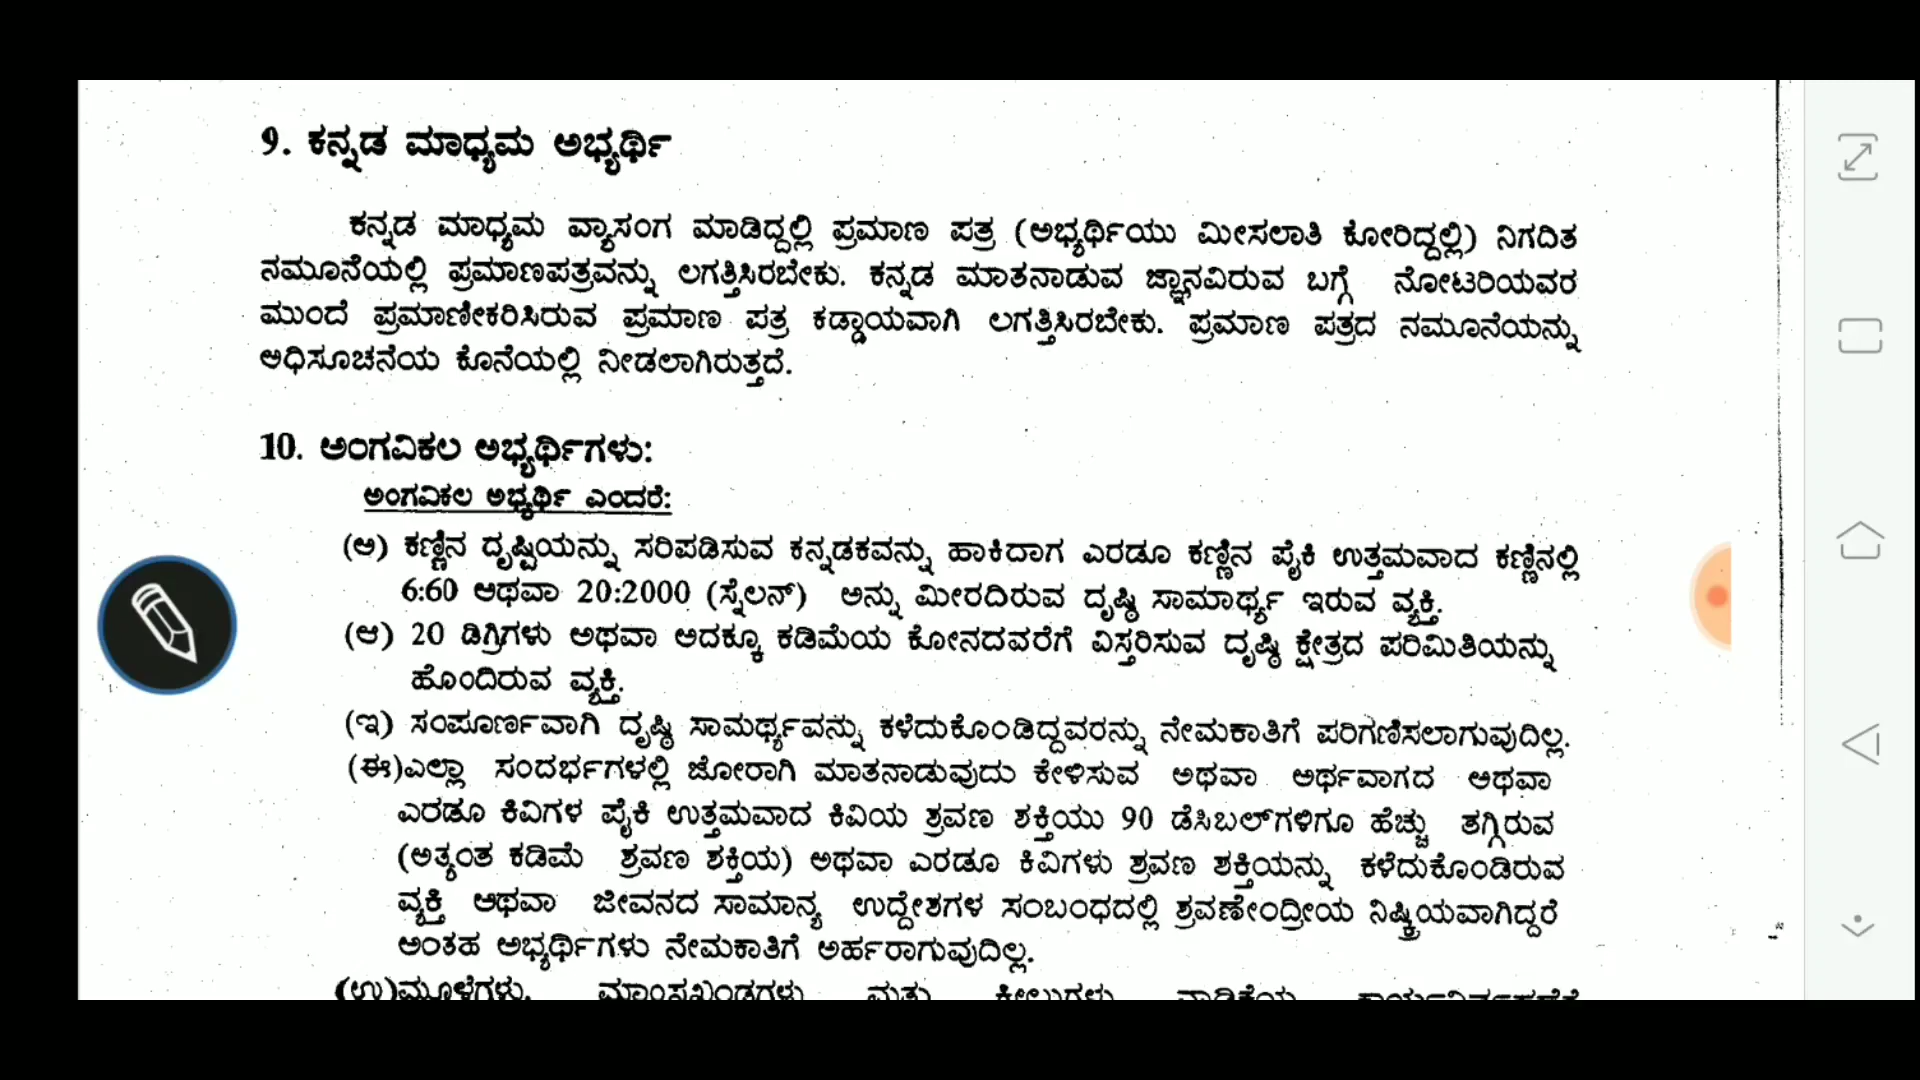 9. ಕನ್ನಡ ಮಾಧ್ಯಮ ಅಭ್ಯರ್ಥಿ
ಕನ್ನಡ ಮಾಧ್ಯಮ ವ್ಯಾಸಂಗ ಮಾಡಿದ್ದಲ್ಲಿ ಪ್ರಮಾಣ ಪತ್ರ (ಅಭ್ಯರ್ಥಿಯು ಮೀಸಲಾತಿ ಕೋರಿದ್ದಲ್ಲಿ) ನಿಗದಿತ
ನಮೂನೆಯಲ್ಲಿ ಪ್ರಮಾಣಪತ್ರವನ್ನು ಲಗತ್ತಿಸಿರಬೇಕು. ಕನ್ನಡ ಮಾತನಾಡುವ ಜ್ಞಾನವಿರುವ ಬಗ್ಗೆ ನೋಟರಿಯವರ
ಮುಂದೆ ಪ್ರಮಾಣೀಕರಿಸಿರುವ ಪ್ರಮಾಣ ಪತ್ರ ಕಡ್ಡಾಯವಾಗಿ ಲಗತ್ತಿಸಿರಬೇಕು. ಪ್ರಮಾಣ ಪತ್ರದ ನಮೂನೆಯನ್ನು
ಅಧಿಸೂಚನೆಯ ಕೊನೆಯಲ್ಲಿ ನೀಡಲಾಗಿರುತ್ತದೆ.
10. ಅಂಗವಿಕಲ ಅಭ್ಯರ್ಥಿಗಳು:
ಅಂಗವಿಕಲ ಅಭ್ಯರ್ಥಿ ಎಂದರೆ:
(ಅ) ಕಣ್ಣಿನ ದೃಷ್ಟಿಯನ್ನು ಸರಿಪಡಿಸುವ ಕನ್ನಡಕವನ್ನು ಹಾಕಿದಾಗ ಎರಡೂ ಕಣ್ಣಿನ ಪೈಕಿ ಉತ್ತಮವಾದ ಕಣ್ಣಿನಲ್ಲಿ
6:60 ಅಥವಾ 20:2000 (ಸ್ನೆಲನ್) ಅನ್ನು ಮೀರದಿರುವ ದೃಷ್ಠಿ ಸಾಮಾರ್ಥ್ಯ ಇರುವ ವ್ಯಕ್ತಿ.
(ಆ) 20 ಡಿಗ್ರಿಗಳು ಅಥವಾ ಅದಕ್ಕೂ ಕಡಿಮೆಯ ಕೋನದವರೆಗೆ ವಿಸ್ತರಿಸುವ ದೃಷ್ಠಿ ಕ್ಷೇತ್ರದ ಪರಿಮಿತಿಯನ್ನು
ಹೊಂದಿರುವ ವ್ಯಕ್ತಿ.
(ಇ) ಸಂಪೂರ್ಣವಾಗಿ ದೃಷ್ಠಿ ಸಾಮರ್ಥ್ಯವನ್ನು ಕಳೆದುಕೊಂಡಿದ್ದವರನ್ನು ನೇಮಕಾತಿಗೆ ಪರಿಗಣಿಸಲಾಗುವುದಿಲ್ಲ.
(ಈ)ಎಲ್ಲಾ ಸಂದರ್ಭಗಳಲ್ಲಿ ಜೋರಾಗಿ ಮಾತನಾಡುವುದು ಕೇಳಿಸುವ ಅಥವಾ ಅರ್ಥವಾಗದ ಅಥವಾ
ಎರಡೂ ಕಿವಿಗಳ ಪೈಕಿ ಉತ್ತಮವಾದ ಕಿವಿಯ ಶ್ರವಣ ಶಕ್ತಿಯು 90 ಡೆಸಿಬಲ್‌ಗಳಿಗೂ ಹೆಚ್ಚು ತಗ್ಗಿರುವ
(ಅತ್ಯಂತ ಕಡಿಮೆ ಶ್ರವಣ ಶಕ್ತಿಯ) ಅಥವಾ ಎರಡೂ ಕಿವಿಗಳು ಶ್ರವಣ ಶಕ್ತಿಯನ್ನು ಕಳೆದುಕೊಂಡಿರುವ
ವ್ಯಕ್ತಿ ಅಥವಾ ಜೀವನದ ಸಾಮಾನ್ಯ ಉದ್ದೇಶಗಳ ಸಂಬಂಧದಲ್ಲಿ ಶ್ರವಣೇಂದ್ರೀಯ ನಿಷ್ಕ್ರಿಯವಾಗಿದ್ದರೆ
ಅಂತಹ ಅಭ್ಯರ್ಥಿಗಳು ನೇಮಕಾತಿಗೆ ಅರ್ಹರಾಗುವುದಿಲ್ಲ.
(ಉ)ಮೂಳೆಗಳು, ಮಾಂಸಖಂಡಗಳು ಮತ್ತು ಕೀಲುಗಳು